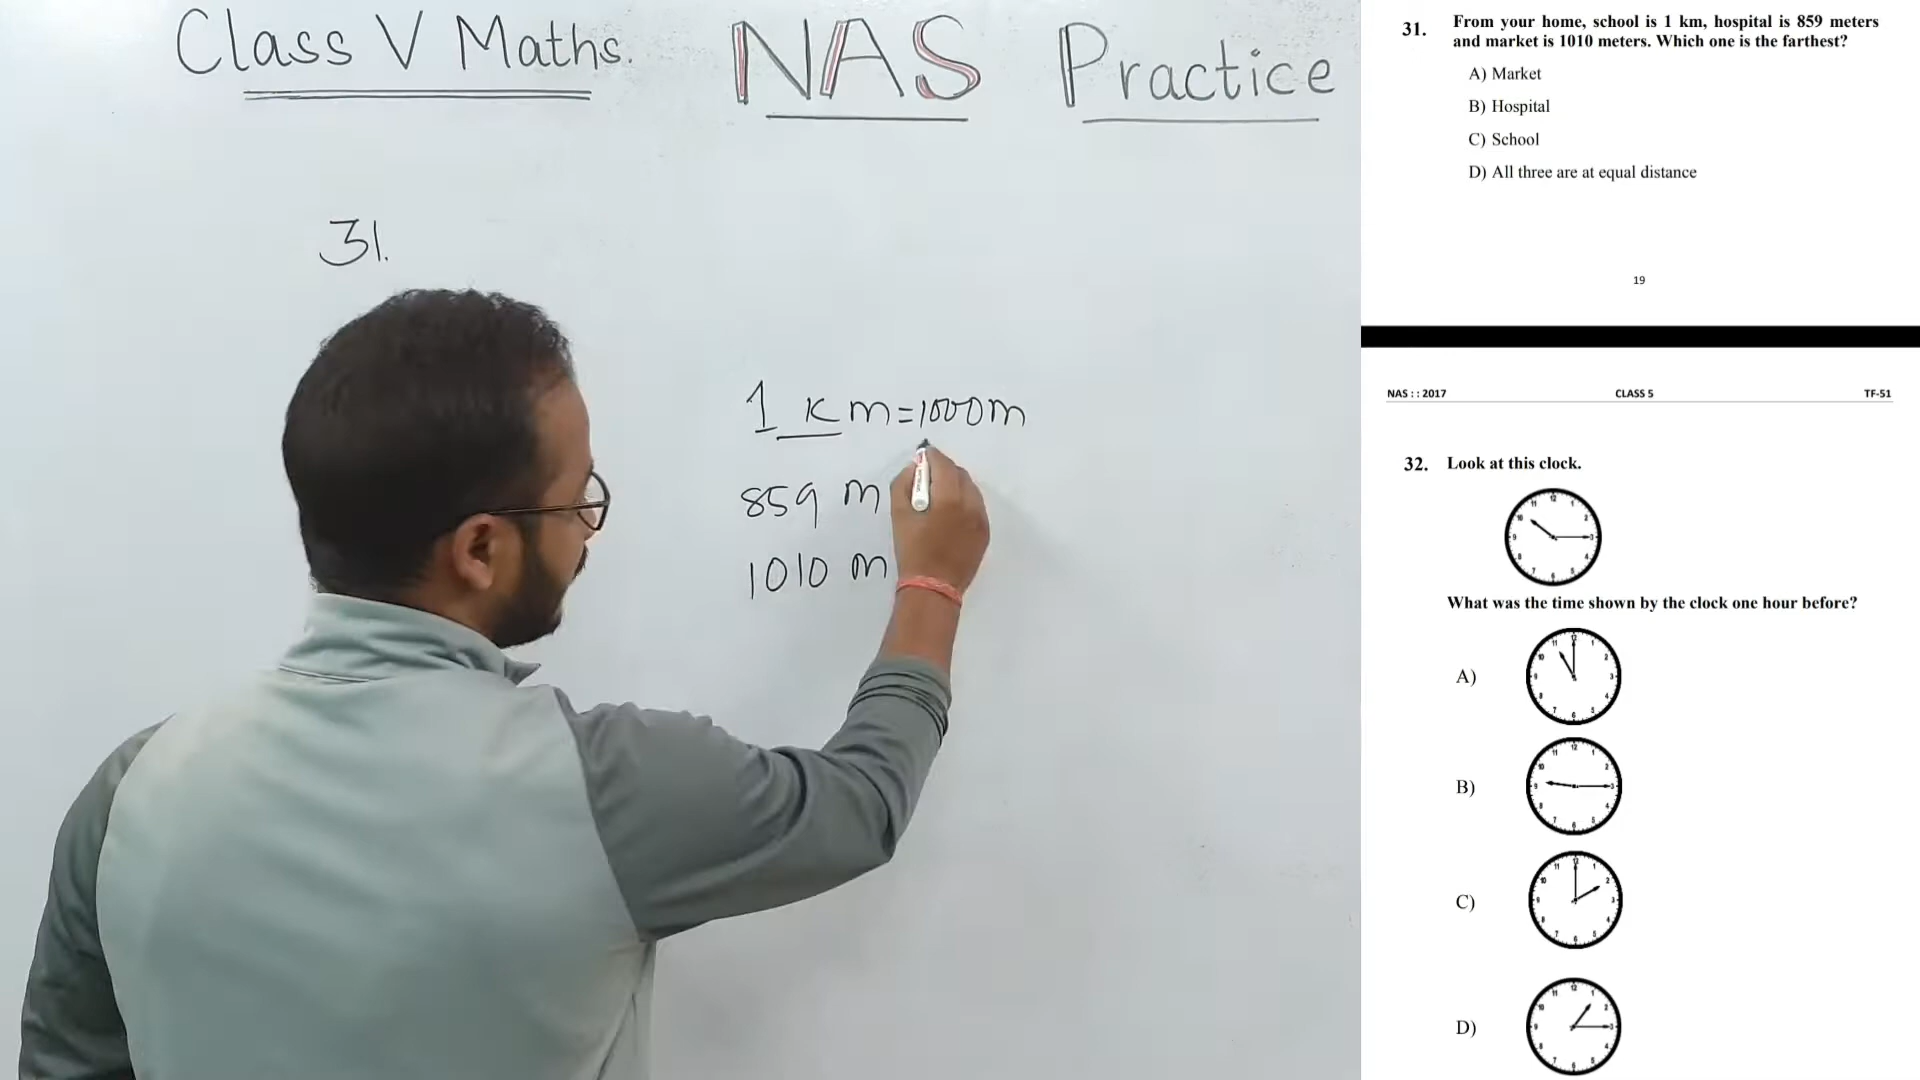 Class V Maths. NAS Practice
31.
1 Km=1000m
859 m
1010 m
31. From your home, school is 1 km, hospital is 859 meters
and market is 1010 meters. Which one is the farthest?
A) Market
B) Hospital
C) School
D) All three are at equal distance
19
NAS : : 2017 CLASS 5 TF-51
32. Look at this clock.
What was the time shown by the clock one hour before?
A)
B)
C)
D)